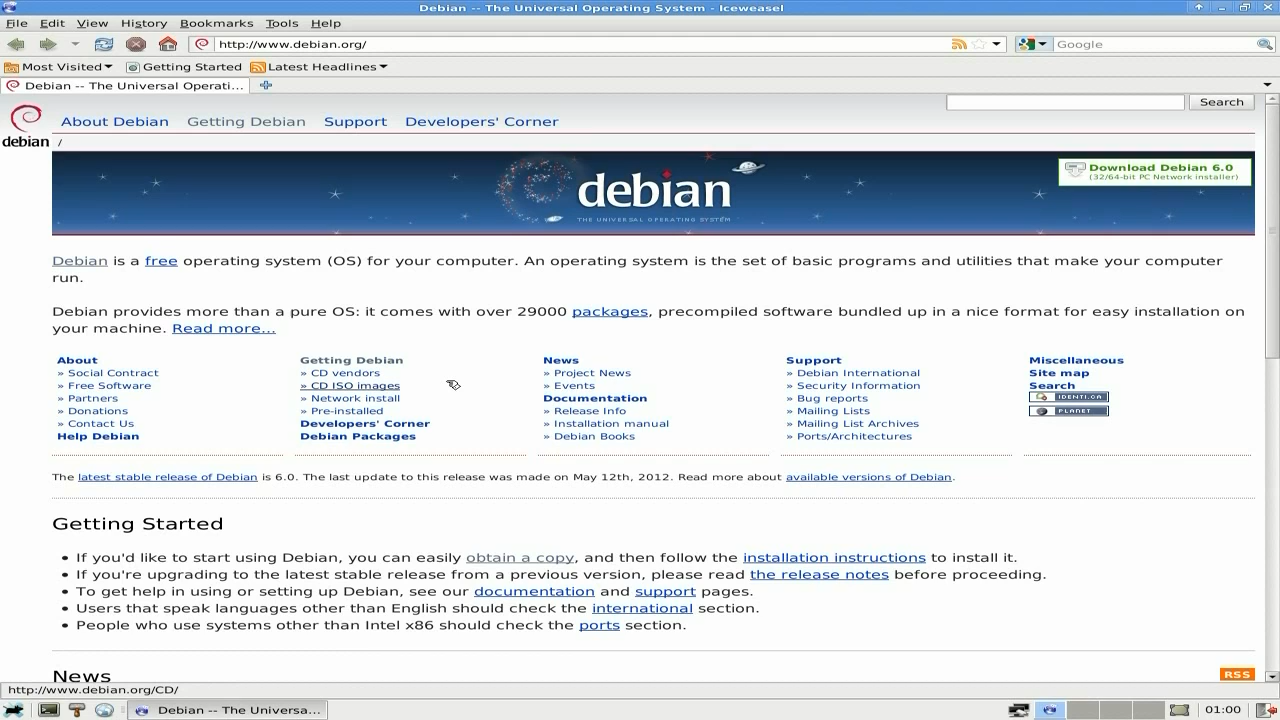 Debian -- The Universal Operating System - Iceweasel
File Edit View History Bookmarks Tools Help
http://www.debian.org/
Google
Most Visited Getting Started Latest Headlines
Debian -- The Universal Operati...
Search
About Debian Getting Debian Support Developers' Corner
debian /
debian
THE UNIVERSAL OPERATING SYSTEM
Download Debian 6.0
(32/64-bit PC Network installer)
Debian is a free operating system (OS) for your computer. An operating system is the set of basic programs and utilities that make your computer
run.
Debian provides more than a pure OS: it comes with over 29000 packages, precompiled software bundled up in a nice format for easy installation on
your machine. Read more...
About
» Social Contract
» Free Software
» Partners
» Donations
» Contact Us
Help Debian
Getting Debian
» CD vendors
» CD ISO images
» Network install
» Pre-installed
Developers' Corner
Debian Packages
News
» Project News
» Events
Documentation
» Release Info
» Installation manual
» Debian Books
Support
» Debian International
» Security Information
» Bug reports
» Mailing Lists
» Mailing List Archives
» Ports/Architectures
Miscellaneous
Site map
Search
IDENTI.CA
PLANET
The latest stable release of Debian is 6.0. The last update to this release was made on May 12th, 2012. Read more about available versions of Debian.
Getting Started
• If you'd like to start using Debian, you can easily obtain a copy, and then follow the installation instructions to install it.
• If you're upgrading to the latest stable release from a previous version, please read the release notes before proceeding.
• To get help in using or setting up Debian, see our documentation and support pages.
• Users that speak languages other than English should check the international section.
• People who use systems other than Intel x86 should check the ports section.
News
RSS
http://www.debian.org/CD/
Debian -- The Universa...
01:00